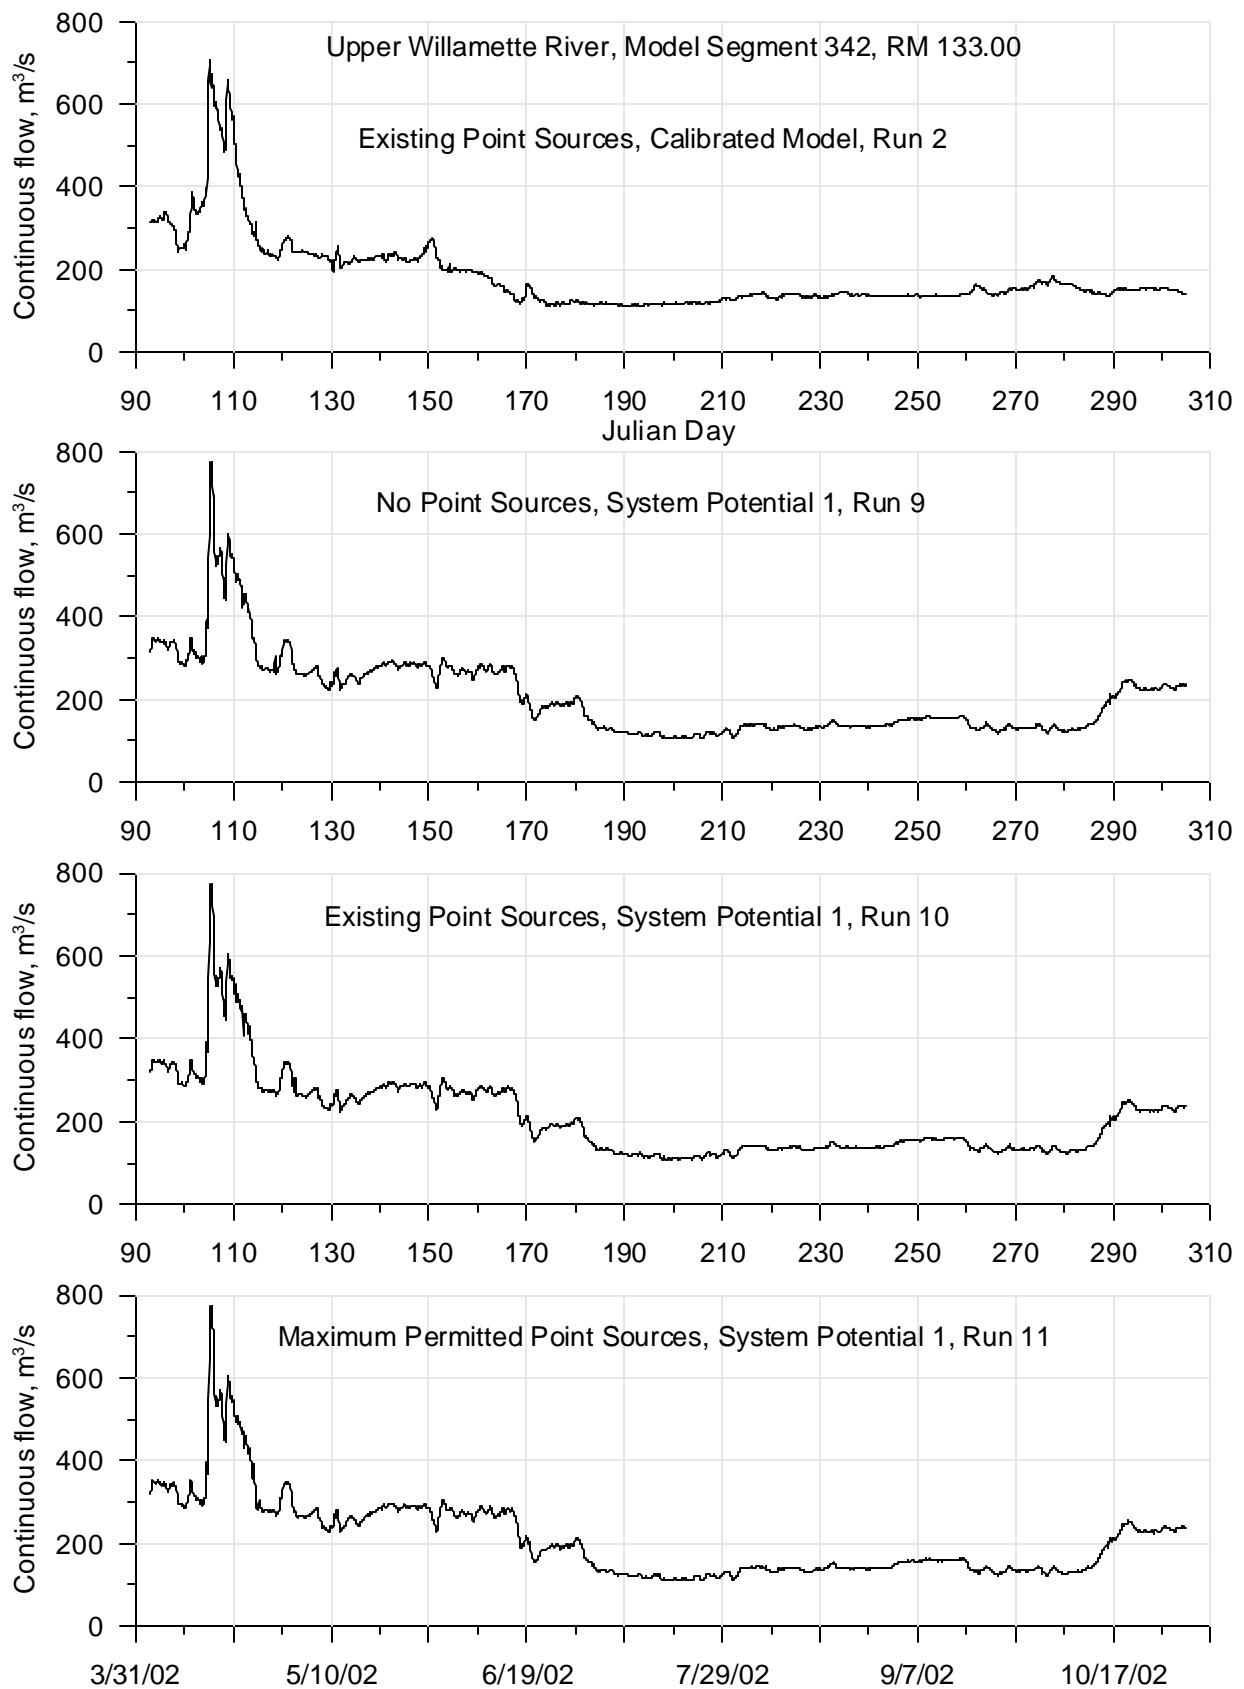 Upper Willamette River, Model Segment 342, RM 133.00
Existing Point Sources, Calibrated Model, Run 2
Continuous flow, m³/s
800
600
400
200
0
90 110 130 150 170 190 210 230 250 270 290 310
Julian Day
No Point Sources, System Potential 1, Run 9
Continuous flow, m³/s
800
600
400
200
0
90 110 130 150 170 190 210 230 250 270 290 310
Existing Point Sources, System Potential 1, Run 10
Continuous flow, m³/s
800
600
400
200
0
90 110 130 150 170 190 210 230 250 270 290 310
Maximum Permitted Point Sources, System Potential 1, Run 11
Continuous flow, m³/s
800
600
400
200
0
3/31/02 5/10/02 6/19/02 7/29/02 9/7/02 10/17/02